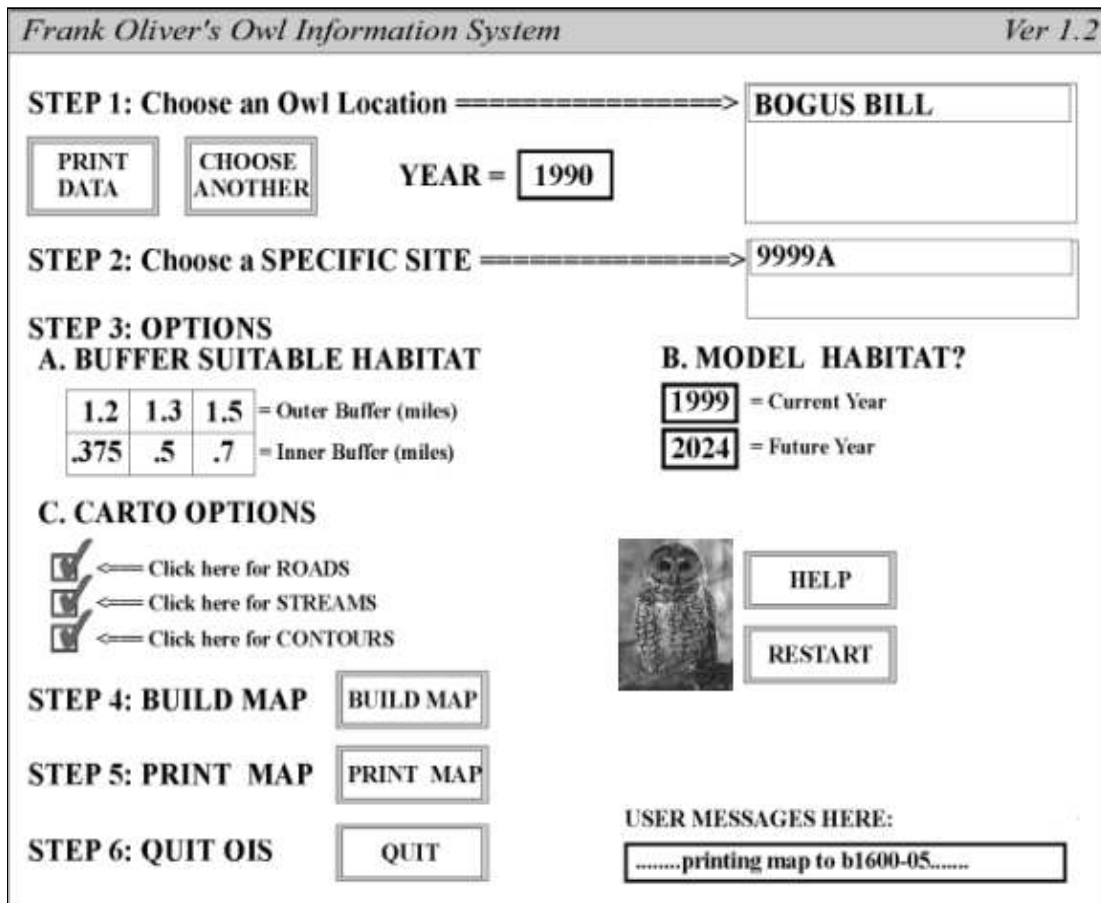 Frank Oliver's Owl Information System Ver 1.2
STEP 1: Choose an Owl Location ================> BOGUS BILL
PRINT DATA
CHOOSE ANOTHER
YEAR = 1990
STEP 2: Choose a SPECIFIC SITE ===============> 9999A
STEP 3: OPTIONS
A. BUFFER SUITABLE HABITAT
1.2 1.3 1.5 = Outer Buffer (miles)
.375 .5 .7 = Inner Buffer (miles)
B. MODEL HABITAT?
1999 = Current Year
2024 = Future Year
C. CARTO OPTIONS
<=== Click here for ROADS
<=== Click here for STREAMS
<=== Click here for CONTOURS
HELP
RESTART
STEP 4: BUILD MAP BUILD MAP
STEP 5: PRINT MAP PRINT MAP
STEP 6: QUIT OIS QUIT
USER MESSAGES HERE:
........printing map to b1600-05.......